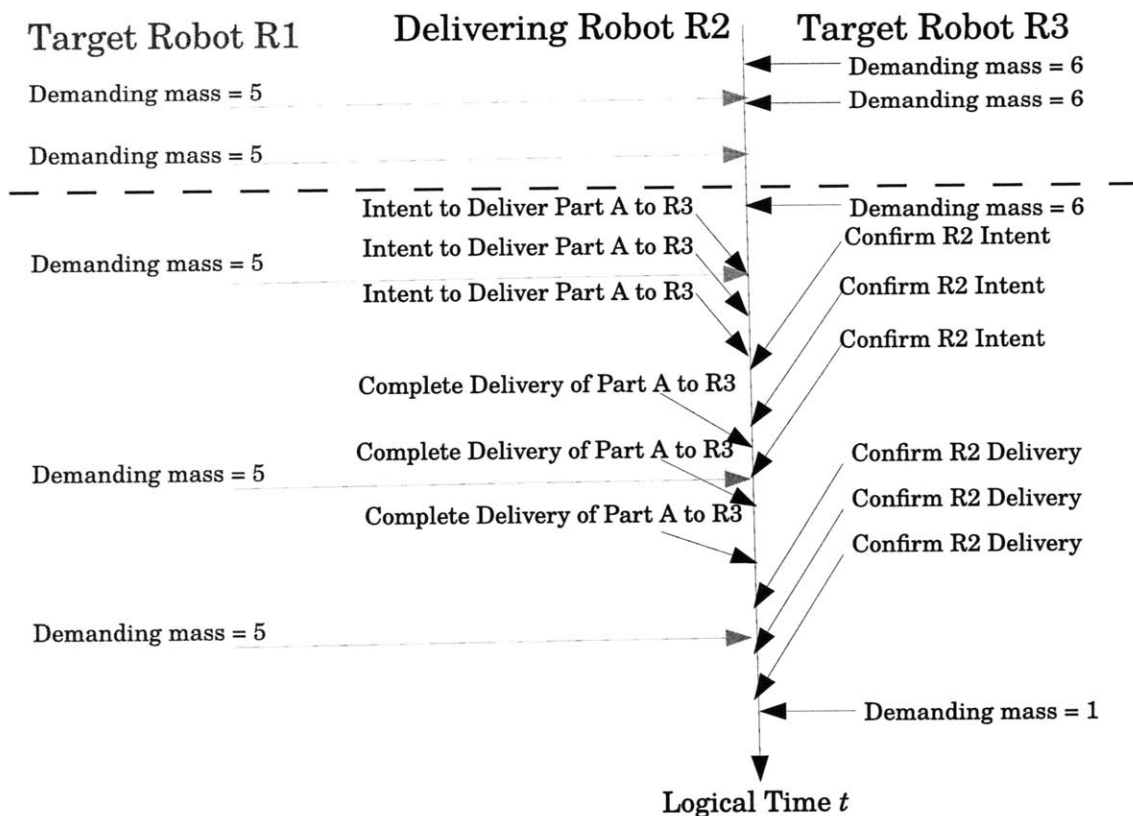 Target Robot R1
Delivering Robot R2
Target Robot R3
Demanding mass = 6
Demanding mass = 5
Demanding mass = 6
Demanding mass = 5
Intent to Deliver Part A to R3
Demanding mass = 6
Confirm R2 Intent
Intent to Deliver Part A to R3
Demanding mass = 5
Intent to Deliver Part A to R3
Confirm R2 Intent
Confirm R2 Intent
Complete Delivery of Part A to R3
Complete Delivery of Part A to R3
Confirm R2 Delivery
Demanding mass = 5
Confirm R2 Delivery
Complete Delivery of Part A to R3
Confirm R2 Delivery
Demanding mass = 5
Demanding mass = 1
Logical Time t